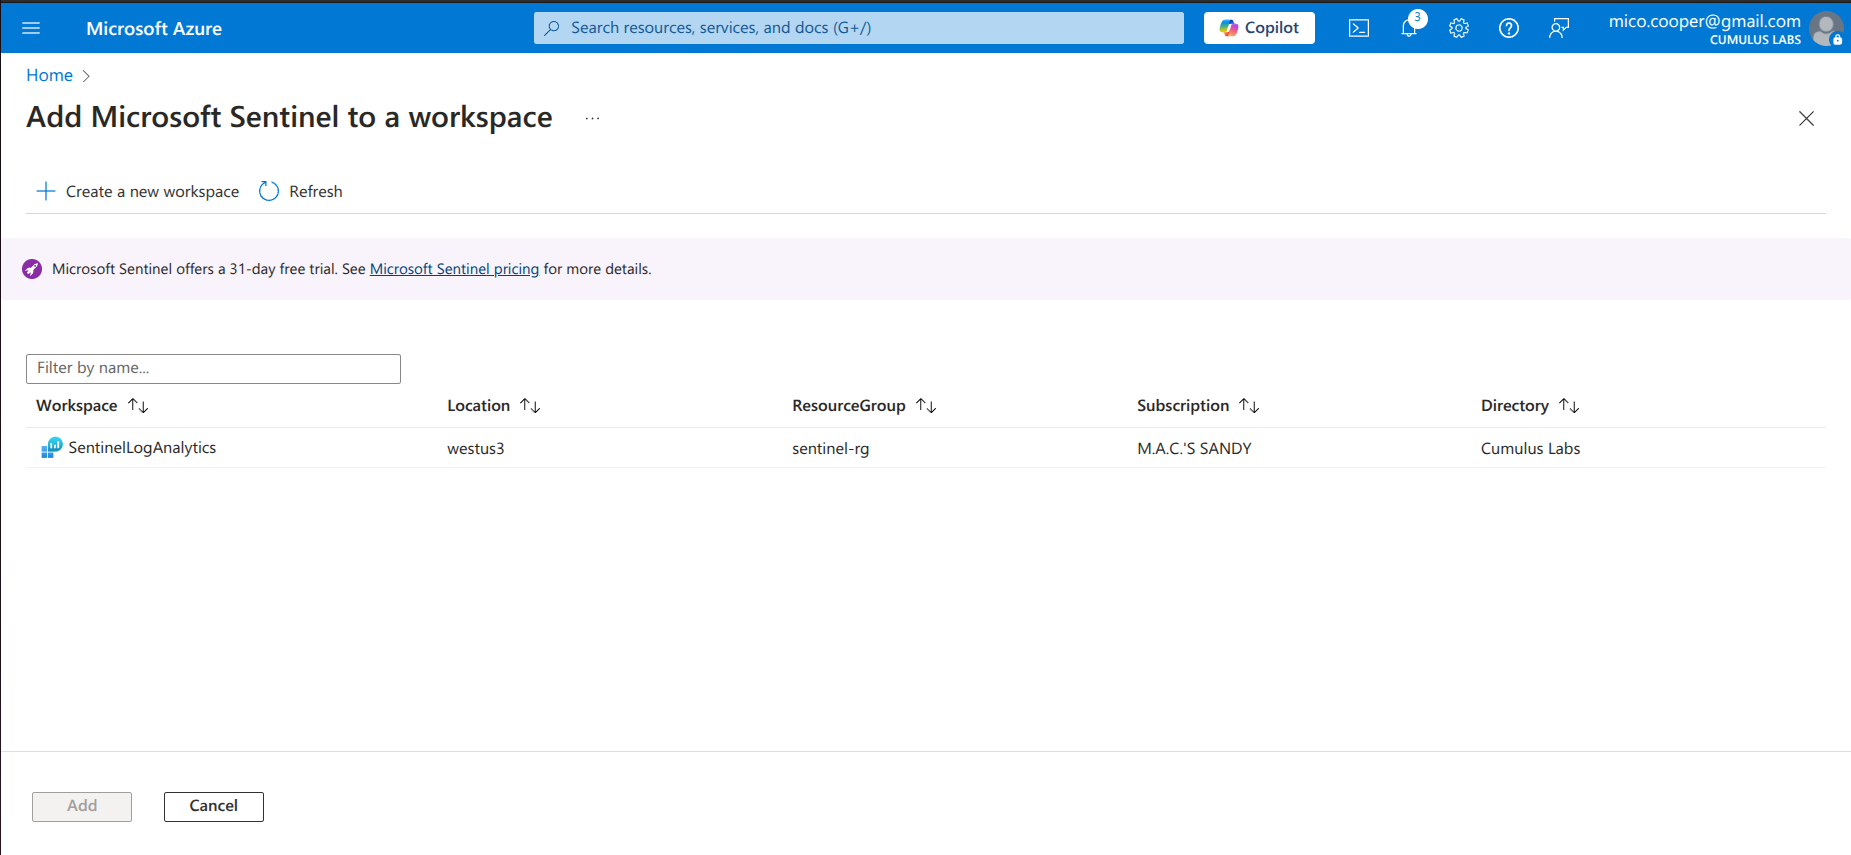 Microsoft Azure
Search resources, services, and docs (G+/)
Copilot
3
mico.cooper@gmail.com
CUMULUS LABS
Home
Add Microsoft Sentinel to a workspace ...
Create a new workspace
Refresh
Microsoft Sentinel offers a 31-day free trial. See Microsoft Sentinel pricing for more details.
Filter by name...
Workspace Location ResourceGroup Subscription Directory
SentinelLogAnalytics westus3 sentinel-rg M.A.C.'S SANDY Cumulus Labs
Add
Cancel